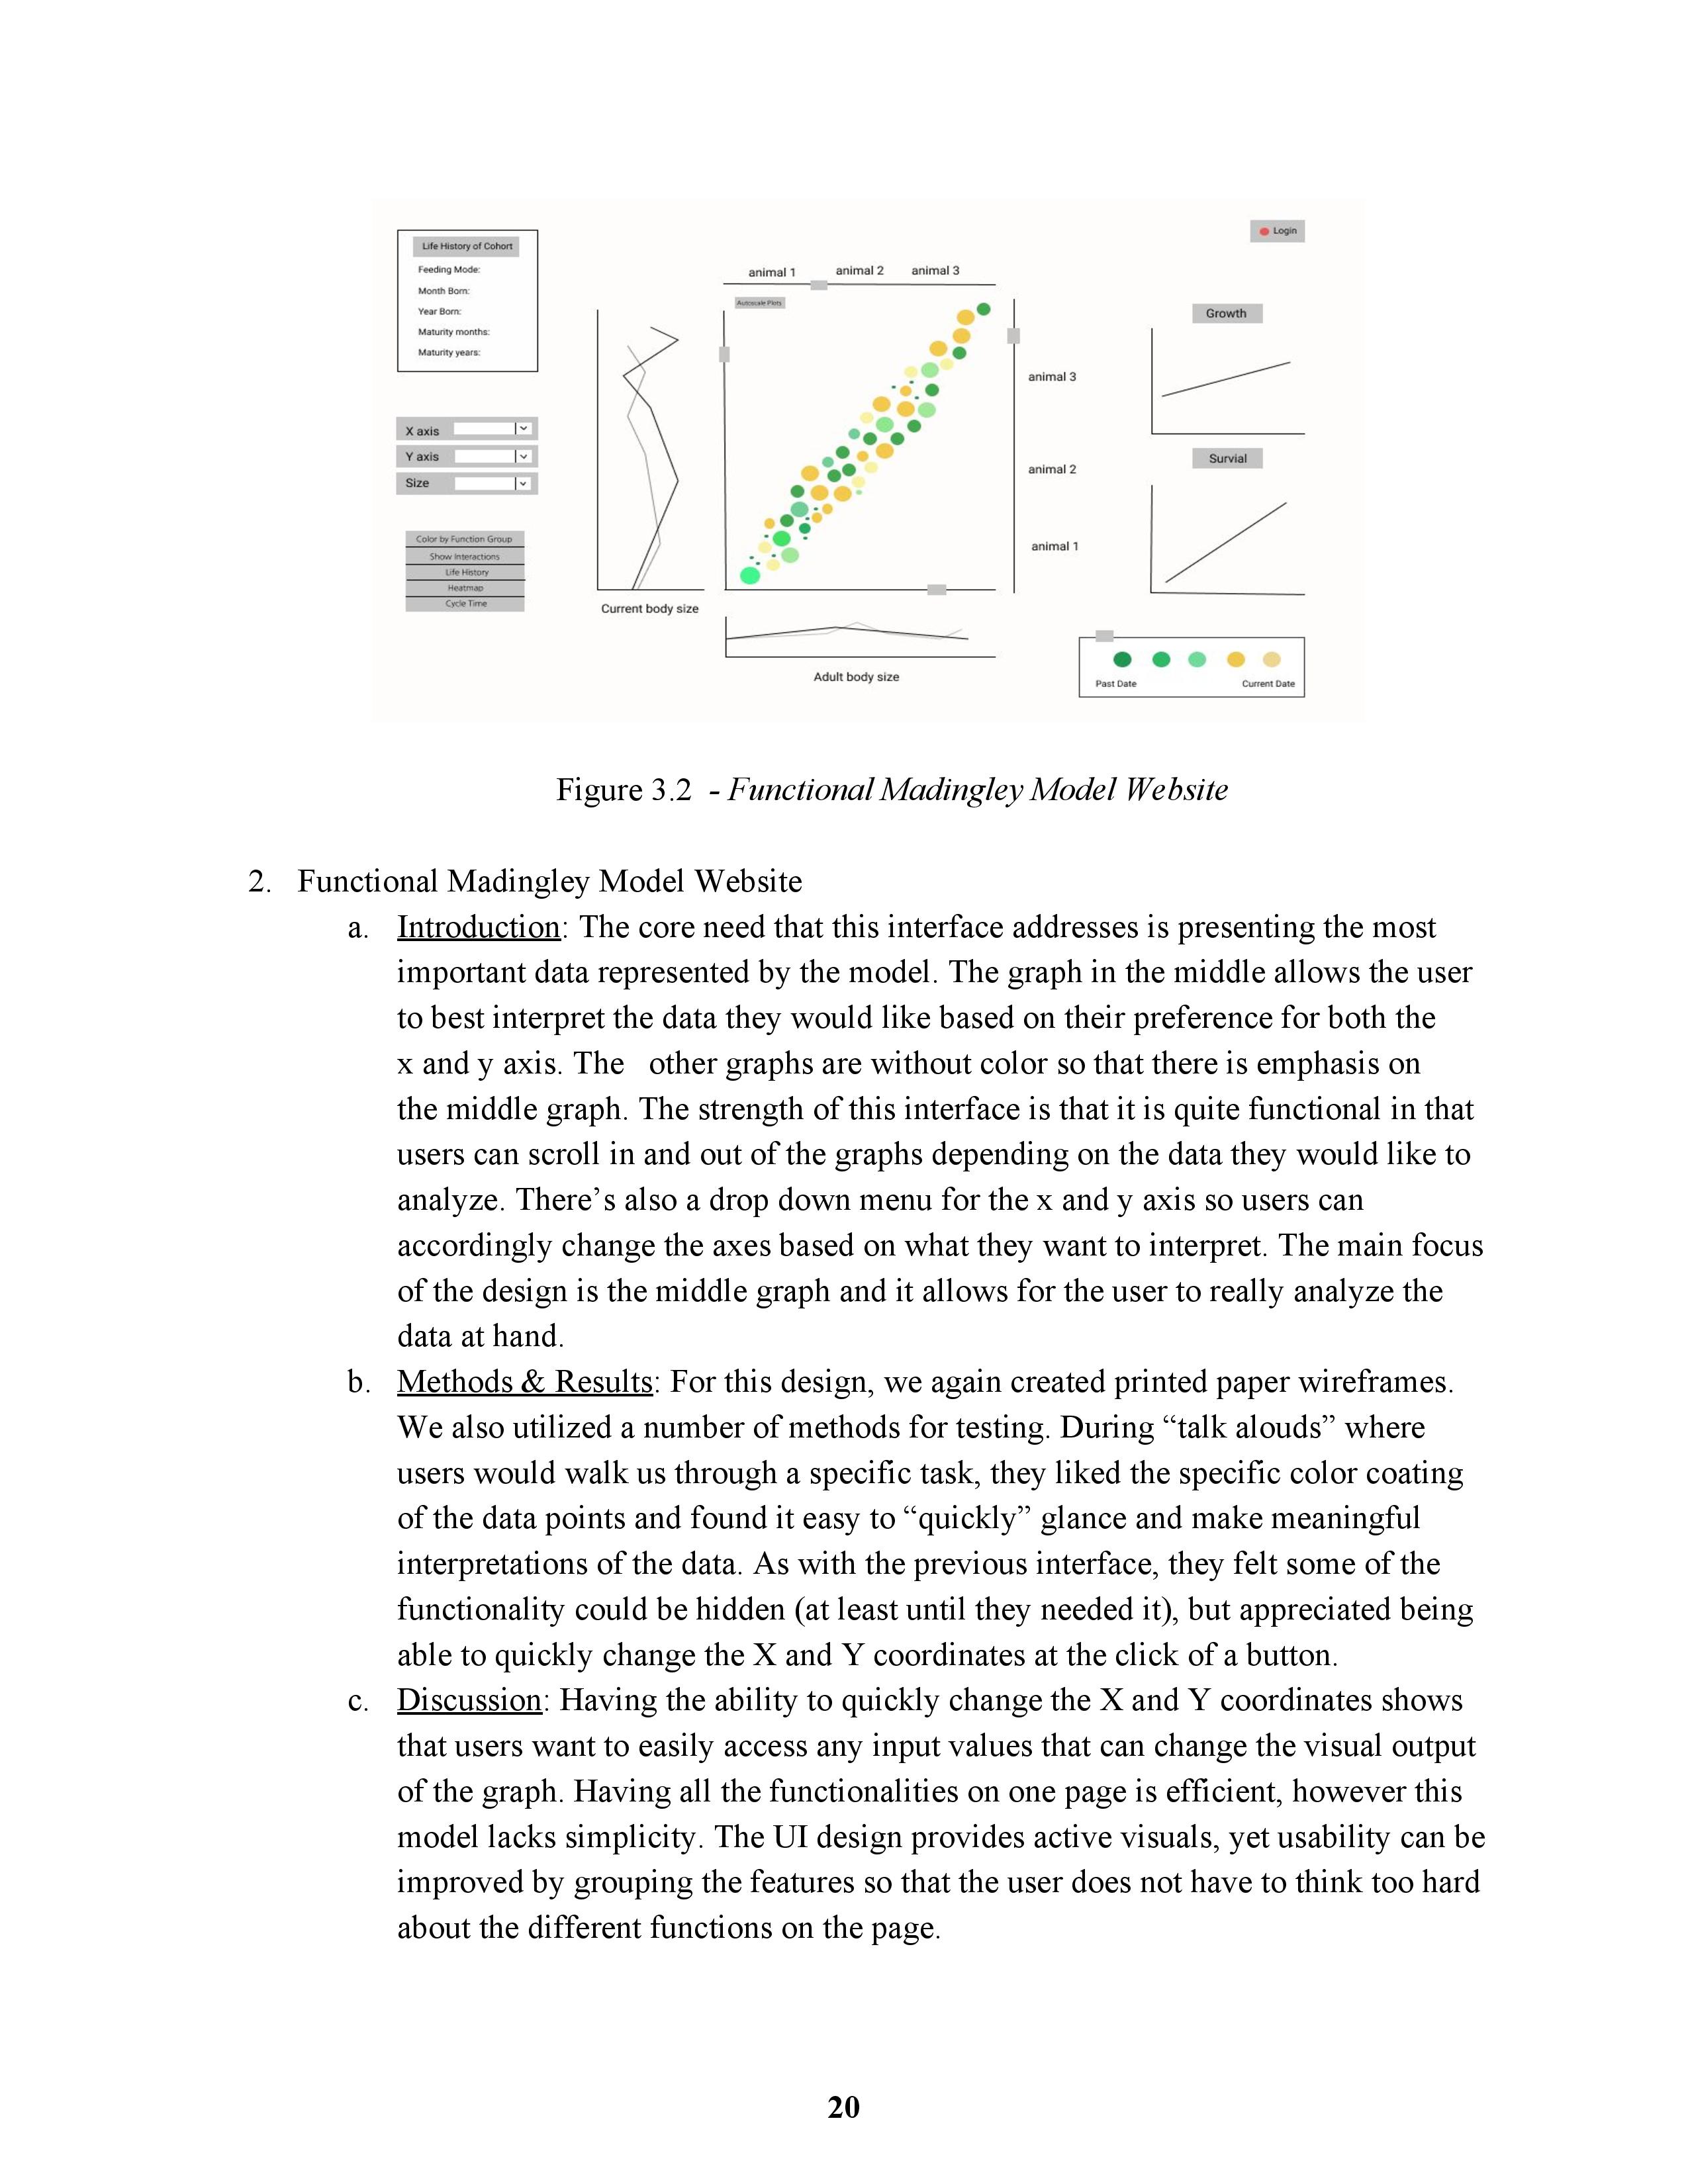 Life History of Cohort
Feeding Mode:
Month Born:
Year Born:
Maturity months:
Maturity years:
X axis
Y axis
Size
Color by Function Group
Show Interactions
Life History
Heatmap
Cycle Time
Current body size
animal 1 animal 2 animal 3
Autoscale Plots
animal 3
animal 2
animal 1
Adult body size
Login
Growth
Survial
Past Date Current Date
Figure 3.2 - Functional Madingley Model Website
2. Functional Madingley Model Website
a. Introduction: The core need that this interface addresses is presenting the most
important data represented by the model. The graph in the middle allows the user
to best interpret the data they would like based on their preference for both the
x and y axis. The other graphs are without color so that there is emphasis on
the middle graph. The strength of this interface is that it is quite functional in that
users can scroll in and out of the graphs depending on the data they would like to
analyze. There’s also a drop down menu for the x and y axis so users can
accordingly change the axes based on what they want to interpret. The main focus
of the design is the middle graph and it allows for the user to really analyze the
data at hand.
b. Methods & Results: For this design, we again created printed paper wireframes.
We also utilized a number of methods for testing. During “talk alouds” where
users would walk us through a specific task, they liked the specific color coating
of the data points and found it easy to “quickly” glance and make meaningful
interpretations of the data. As with the previous interface, they felt some of the
functionality could be hidden (at least until they needed it), but appreciated being
able to quickly change the X and Y coordinates at the click of a button.
c. Discussion: Having the ability to quickly change the X and Y coordinates shows
that users want to easily access any input values that can change the visual output
of the graph. Having all the functionalities on one page is efficient, however this
model lacks simplicity. The UI design provides active visuals, yet usability can be
improved by grouping the features so that the user does not have to think too hard
about the different functions on the page.
20